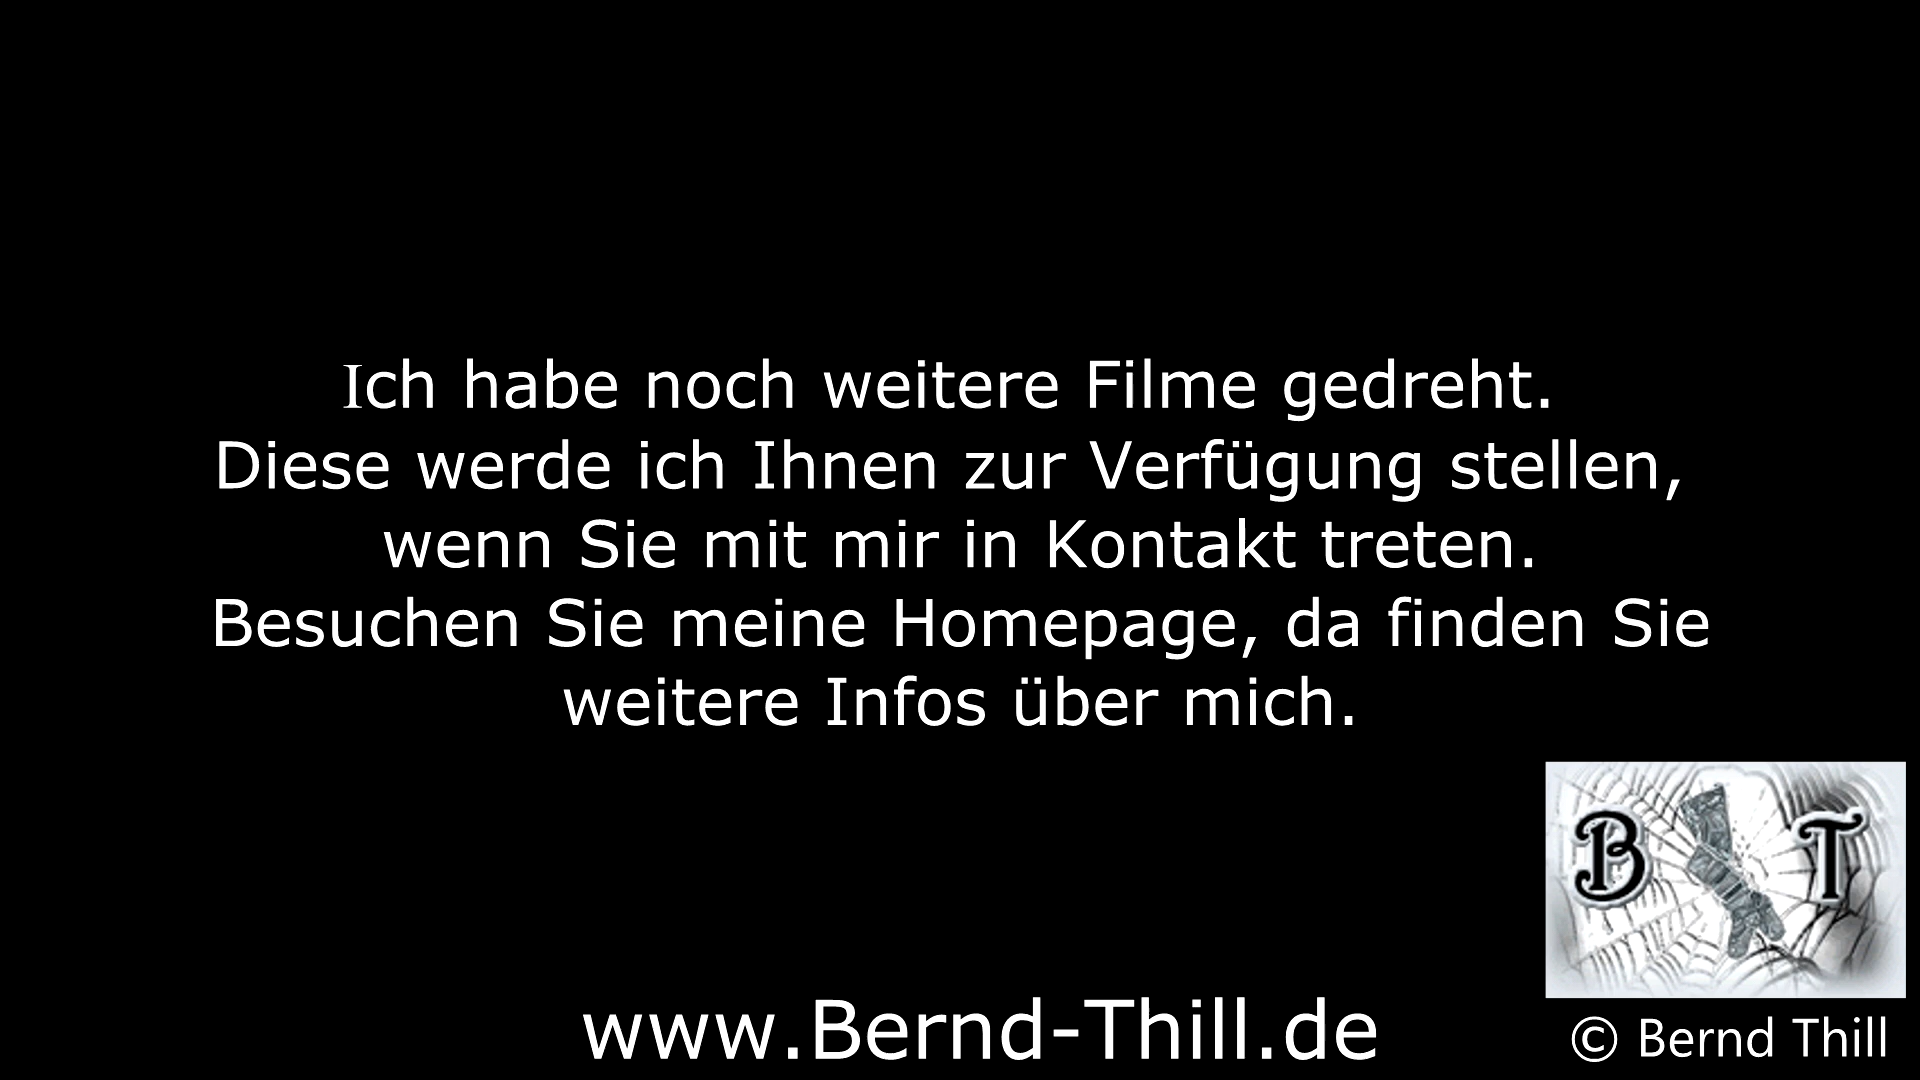 Ich habe noch weitere Filme gedreht.
Diese werde ich Ihnen zur Verfügung stellen,
wenn Sie mit mir in Kontakt treten.
Besuchen Sie meine Homepage, da finden Sie
weitere Infos über mich.
B T
www.Bernd-Thill.de
© Bernd Thill